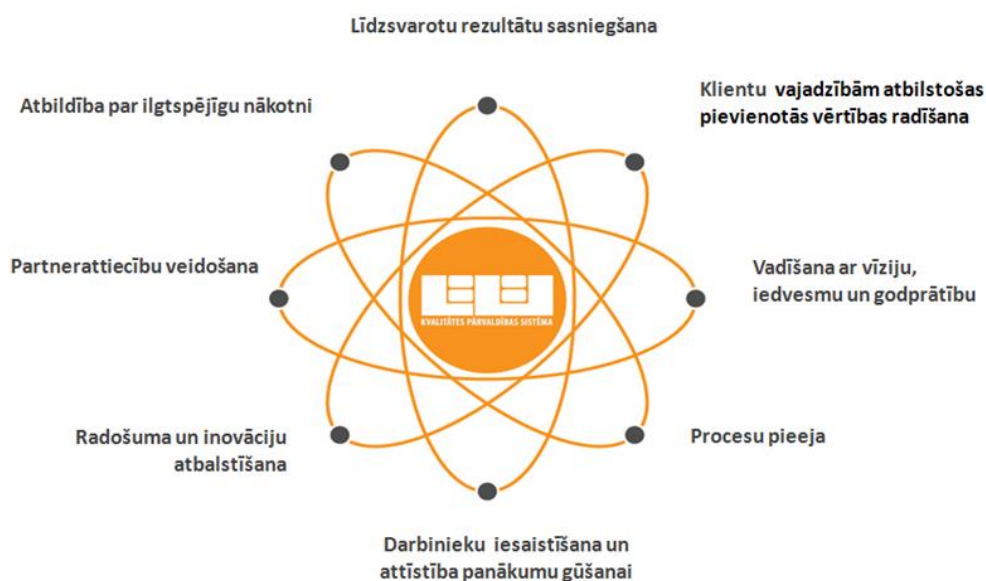 Līdzsvarotu rezultātu sasniegšana
Klientu vajadzībām atbilstošas
pievienotās vērtības radīšana
Atbildība par ilgtspējīgu nākotni
Partnerattiecību veidošana
Vadīšana ar vīziju,
iedvesmu un godprātību
KVALITĀTES PĀRVALDĪBAS SISTĒMA
Radošuma un inovāciju
atbalstīšana
Procesu pieeja
Darbinieku iesaistīšana un
attīstība panākumu gūšanai